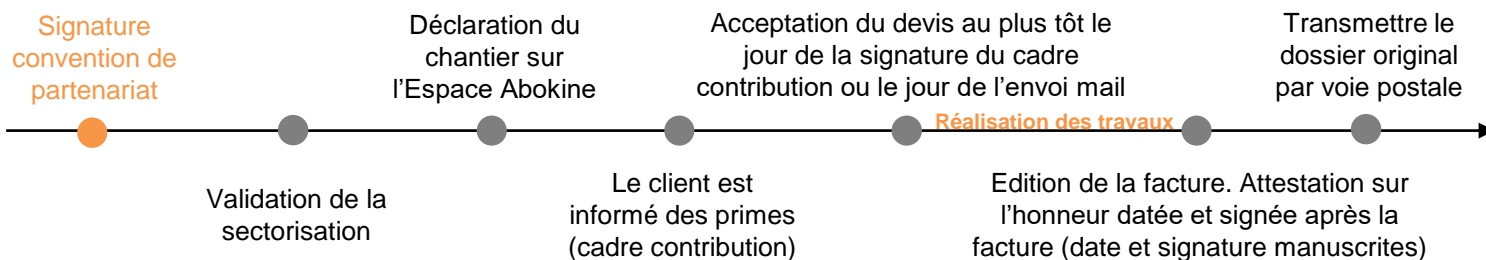 Signature
convention de
partenariat
Validation de la
sectorisation
Déclaration du
chantier sur
l'Espace Abokine
Le client est
informé des primes
(cadre contribution)
Acceptation du devis au plus tôt le
jour de la signature du cadre
contribution ou le jour de l'envoi mail
Réalisation des travaux
Edition de la facture. Attestation sur
l'honneur datée et signée après la
facture (date et signature manuscrites)
Transmettre le
dossier original
par voie postale